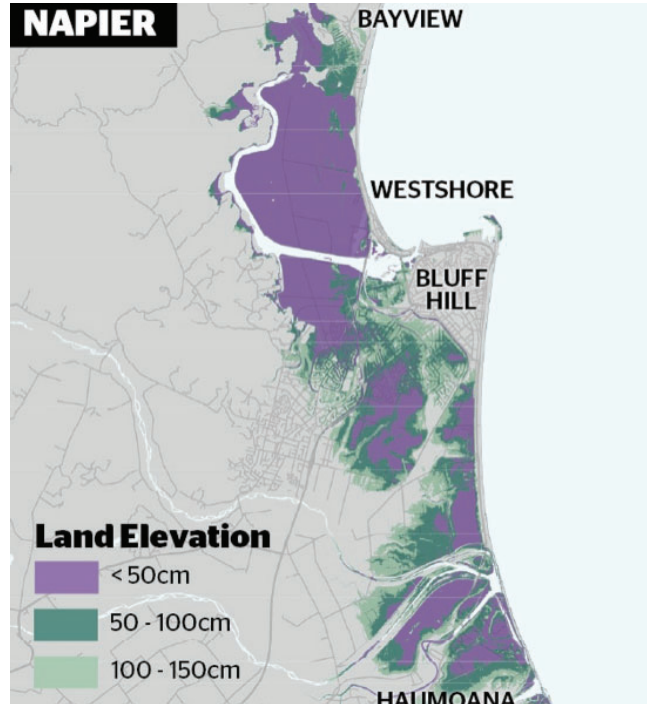 NAPIER
BAYVIEW
WESTSHORE
BLUFF
HILL
Land Elevation
< 50cm
50 - 100cm
100 - 150cm
HAUMOANA